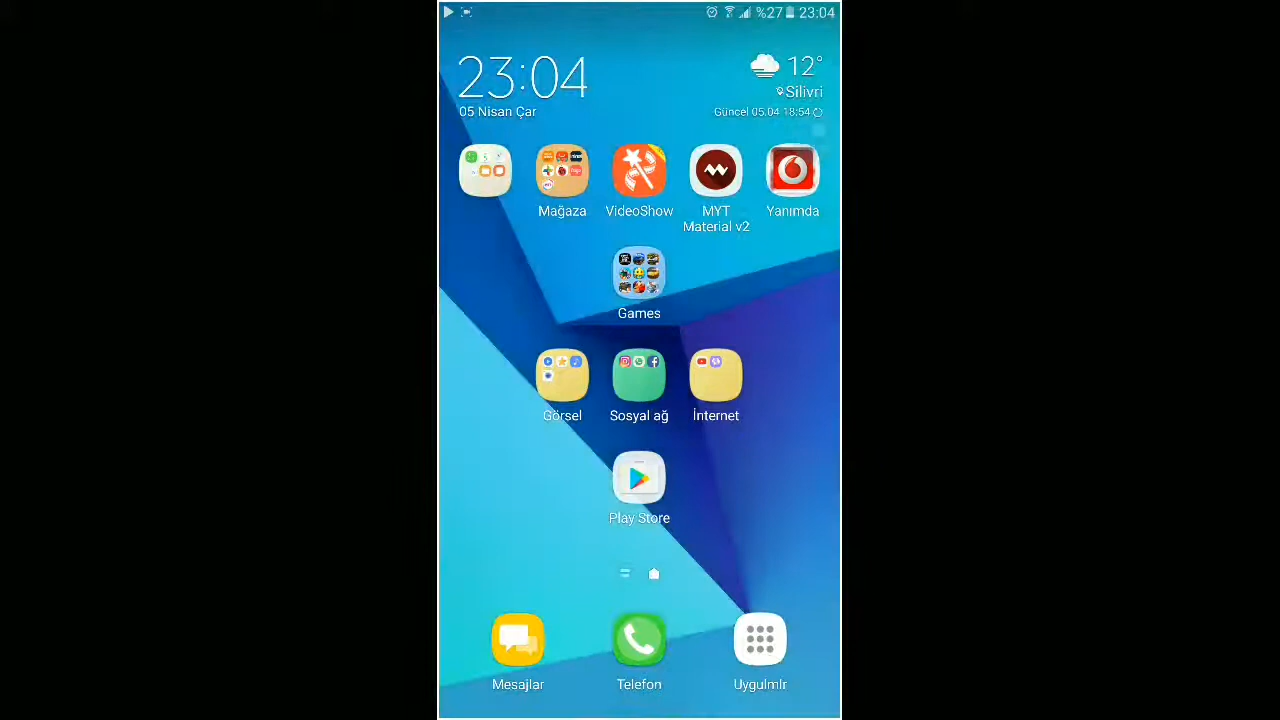 %27 23:04
23:04
12°
Silivri
05 Nisan Çar
Güncel 05.04 18:54
Mağaza
VideoShow
MYT
Material v2
Yanımda
Games
Görsel
Sosyal ağ
İnternet
Play Store
Mesajlar
Telefon
Uygulmlr